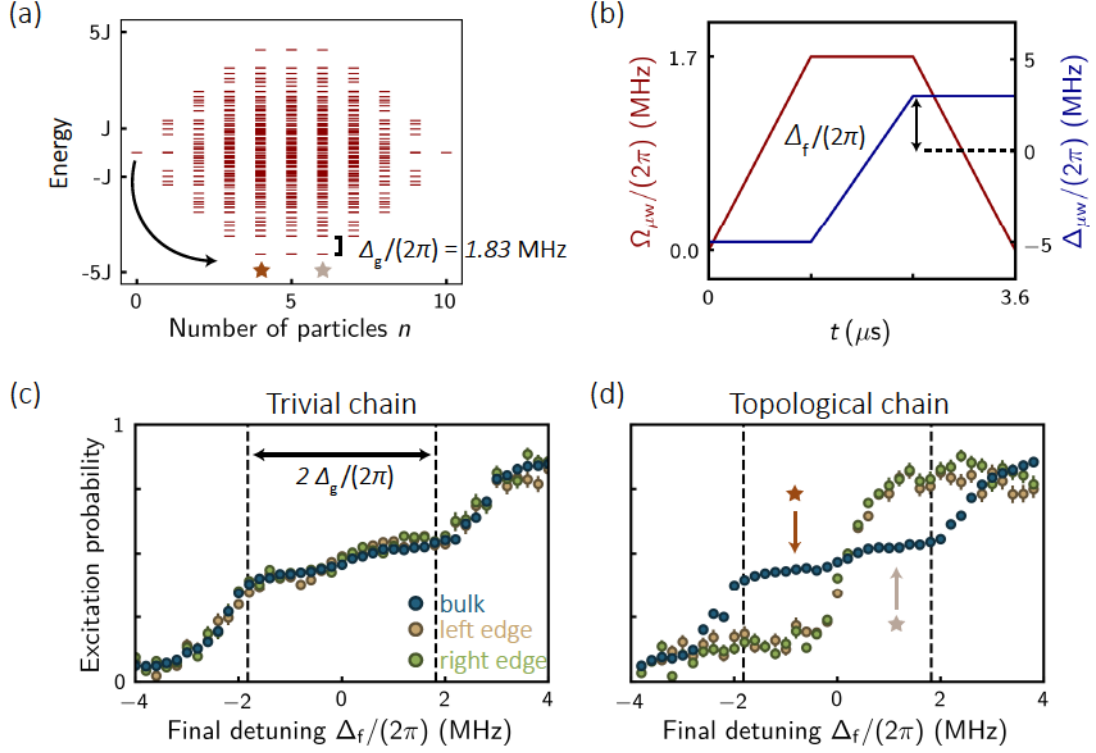 (a)
5J
J
-J
-5J
Energy
Δg/(2π) = 1.83 MHz
0
5
10
Number of particles n
(b)
1.7
0.0
Ωμw/(2π) (MHz)
Δf/(2π)
5
0
−5
Δμw/(2π) (MHz)
0
3.6
t (μs)
(c)
Trivial chain
1
0
Excitation probability
2 Δg/(2π)
bulk
left edge
right edge
−4
−2
0
2
4
Final detuning Δf/(2π) (MHz)
(d)
Topological chain
−4
−2
0
2
4
Final detuning Δf/(2π) (MHz)